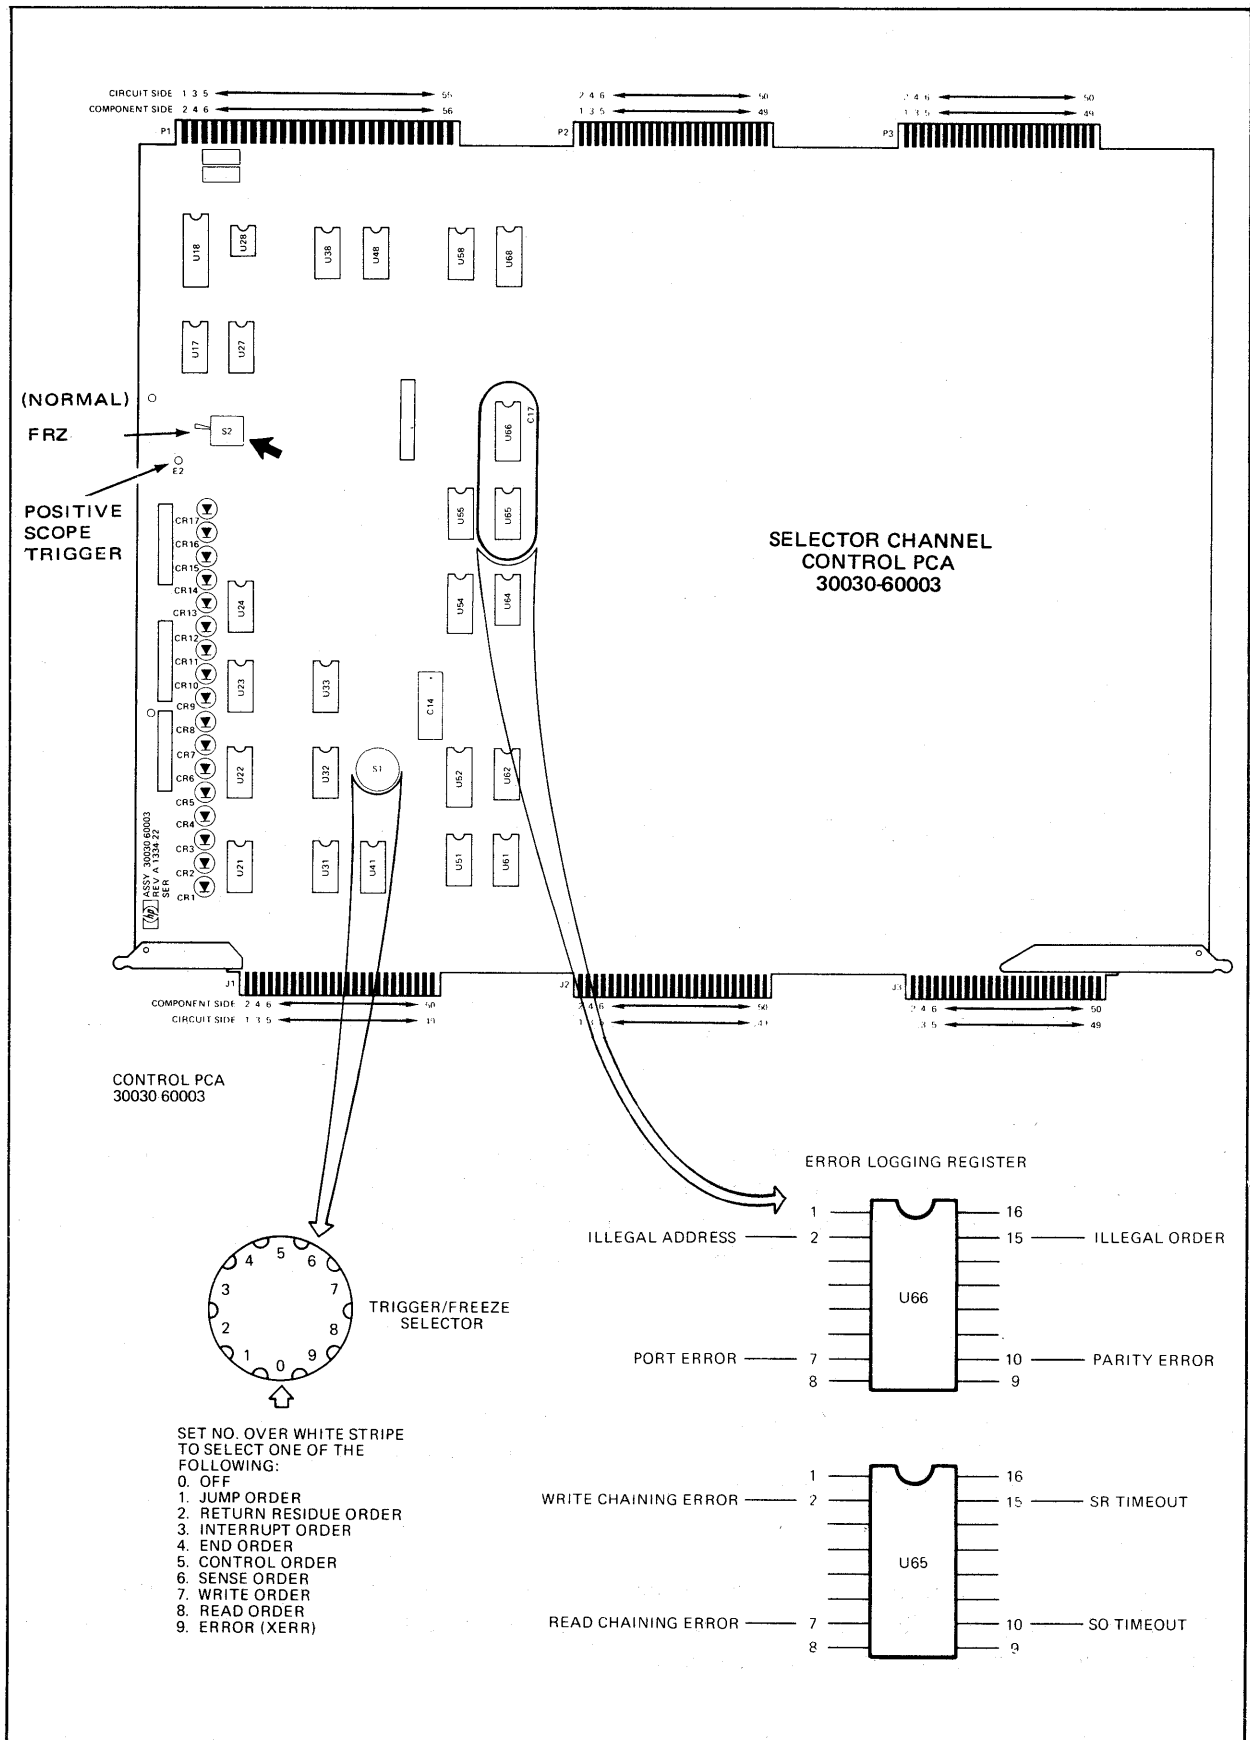 CIRCUIT SIDE 1 3 5 55
COMPONENT SIDE 2 4 6 56
2 4 6 50
1 3 5 49
2 4 6 50
1 3 5 49
P1
P2
P3
U18
U28
U38
U48
U58
U68
U17
U27
(NORMAL)
FRZ
S2
E2
POSITIVE
SCOPE
TRIGGER
C17
U66
U55
U65
SELECTOR CHANNEL
CONTROL PCA
30030-60003
CR17
CR16
CR15
CR14
CR13
CR12
CR11
CR10
CR9
CR8
CR7
CR6
CR5
CR4
CR3
CR2
CR1
U24
U54
U64
U23
U33
C14
U22
U32
S1
U52
U62
U21
U31
U41
U51
U61
ASSY 30030-60003
REV A 1334-22
SER
hp
J1
J2
J3
COMPONENT SIDE 2 4 6 50
CIRCUIT SIDE 1 3 5 49
2 4 6 50
1 3 49
2 4 6 50
3 5 49
CONTROL PCA
30030-60003
ERROR LOGGING REGISTER
1 16
ILLEGAL ADDRESS 2 15 ILLEGAL ORDER
U66
PORT ERROR 7 10 PARITY ERROR
8 9
0
1
2
3
4
5
6
7
8
9
TRIGGER/FREEZE
SELECTOR
SET NO. OVER WHITE STRIPE
TO SELECT ONE OF THE
FOLLOWING:
0. OFF
1. JUMP ORDER
2. RETURN RESIDUE ORDER
3. INTERRUPT ORDER
4. END ORDER
5. CONTROL ORDER
6. SENSE ORDER
7. WRITE ORDER
8. READ ORDER
9. ERROR (XERR)
1 16
WRITE CHAINING ERROR 2 15 SR TIMEOUT
U65
READ CHAINING ERROR 7 10 SO TIMEOUT
8 9